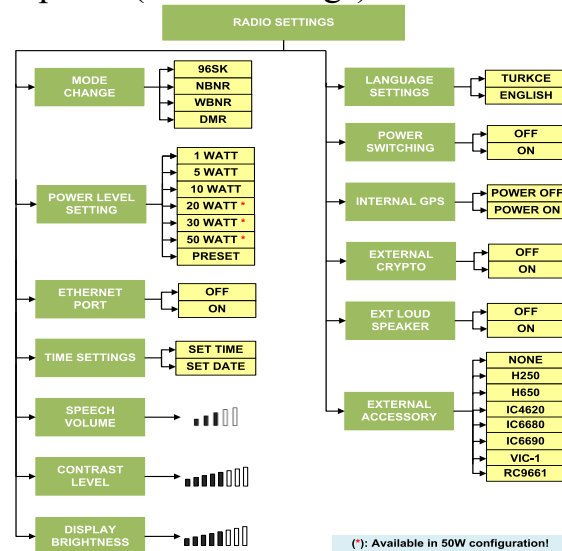 RADIO SETTINGS
MODE
CHANGE
96SK
NBNR
WBNR
DMR
POWER LEVEL
SETTING
1 WATT
5 WATT
10 WATT
20 WATT *
30 WATT *
50 WATT *
PRESET
ETHERNET
PORT
OFF
ON
TIME SETTINGS
SET TIME
SET DATE
SPEECH
VOLUME
CONTRAST
LEVEL
DISPLAY
BRIGHTNESS
LANGUAGE
SETTINGS
TURKCE
ENGLISH
POWER
SWITCHING
OFF
ON
INTERNAL GPS
POWER OFF
POWER ON
EXTERNAL
CRYPTO
OFF
ON
EXT LOUD
SPEAKER
OFF
ON
EXTERNAL
ACCESSORY
NONE
H250
H650
IC4620
IC6680
IC6690
VIC-1
RC9661
(*): Available in 50W configuration!